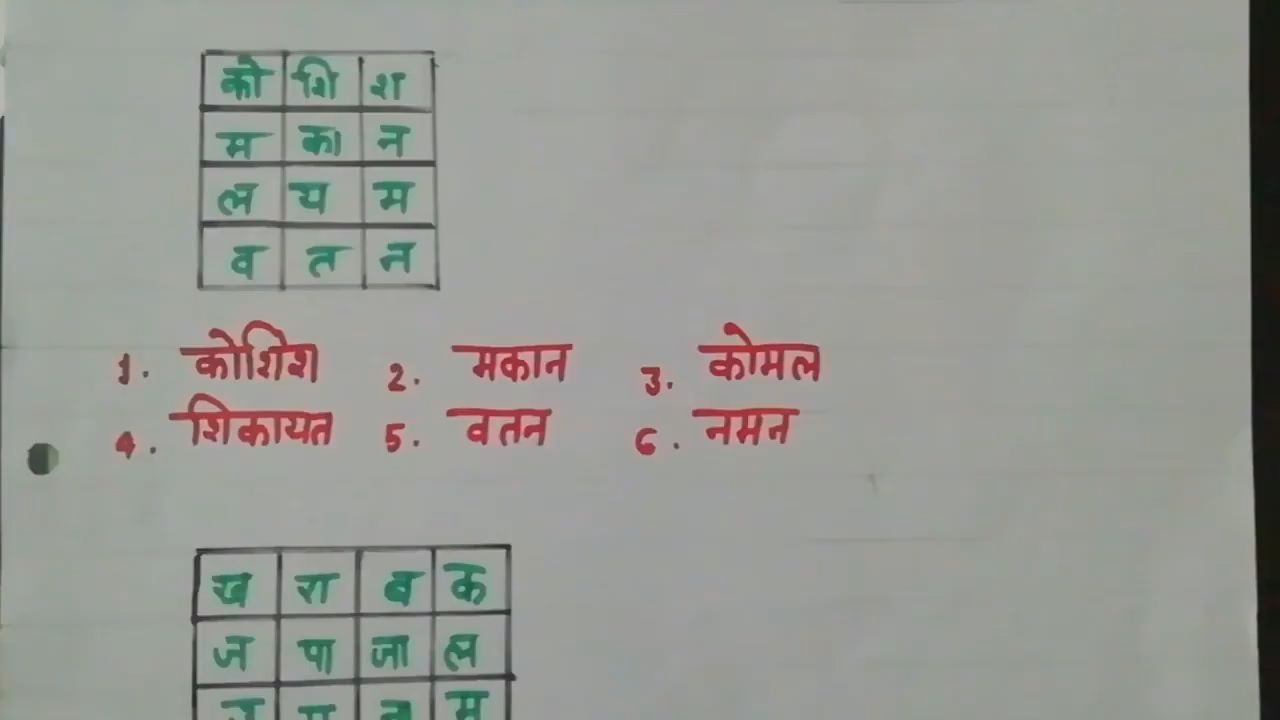 को शि श
म का न
ल य म
व त न
1. कोशिश 2. मकान 3. कोमल
4. शिकायत 5. वतन 6. नमन
ख रा ब क
ज पा जा ल
म